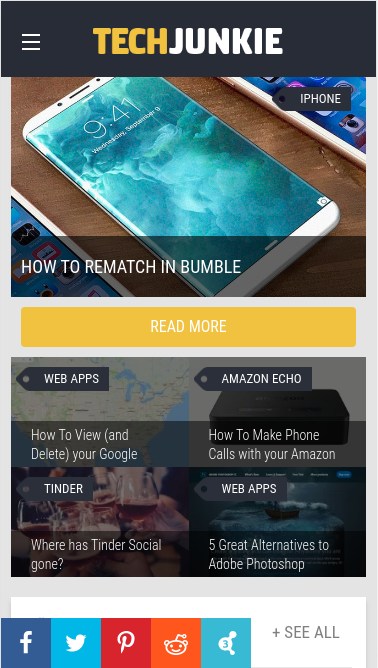 TECHJUNKIE
IPHONE
9:41
Wednesday, September 9
HOW TO REMATCH IN BUMBLE
READ MORE
WEB APPS
How To View (and
Delete) your Google
AMAZON ECHO
How To Make Phone
Calls with your Amazon
TINDER
Where has Tinder Social
gone?
WEB APPS
5 Great Alternatives to
Adobe Photoshop
+ SEE ALL